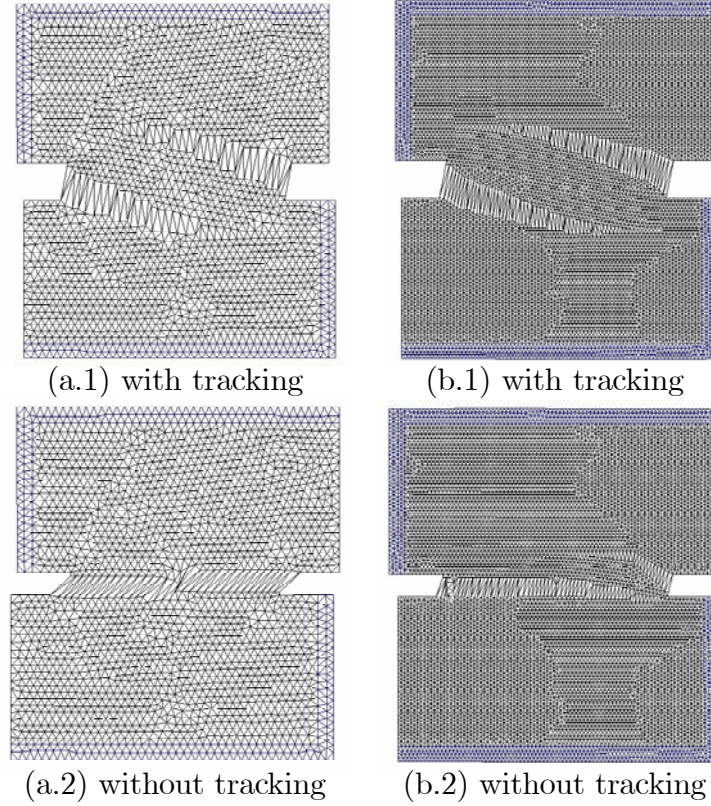 (a.1) with tracking
(b.1) with tracking
(a.2) without tracking
(b.2) without tracking